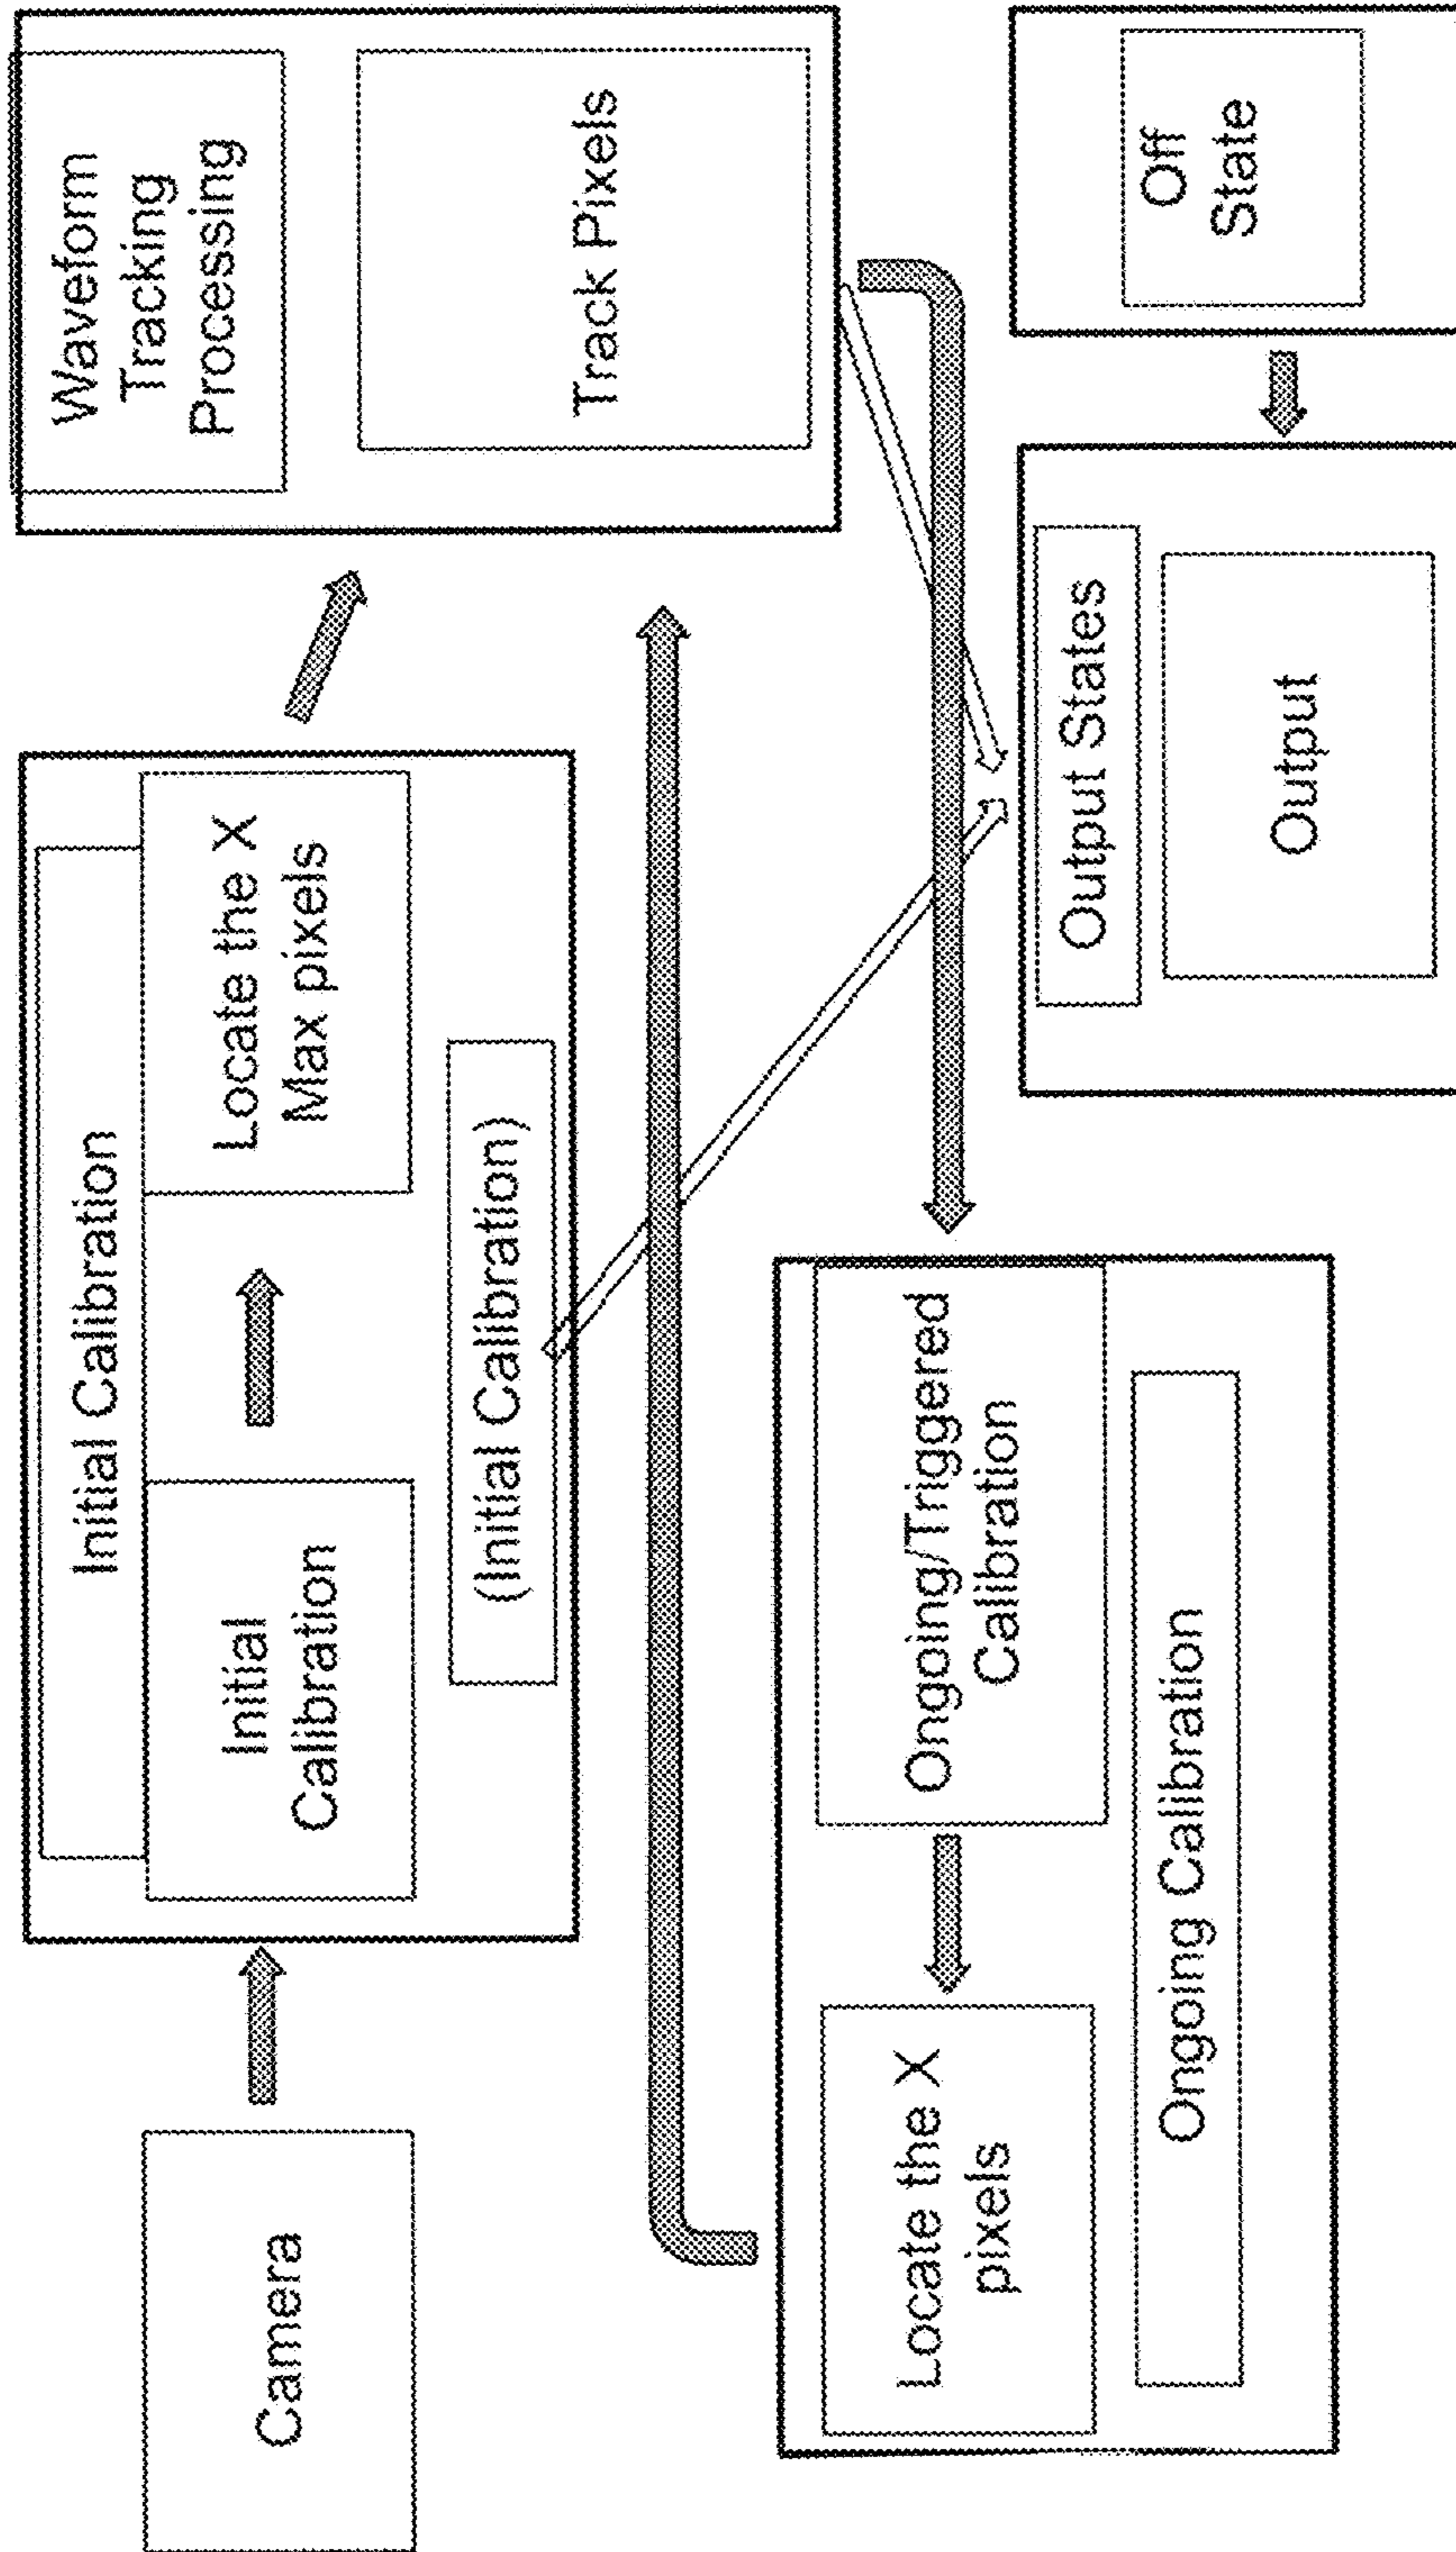 Camera
Initial Calibration
Initial
Calibration
Locate the X
Max pixels
(Initial Calibration)
Waveform
Tracking
Processing
Track Pixels
Locate the X
pixels
Ongoing/Triggered
Calibration
Ongoing Calibration
Output States
Output
Off
State